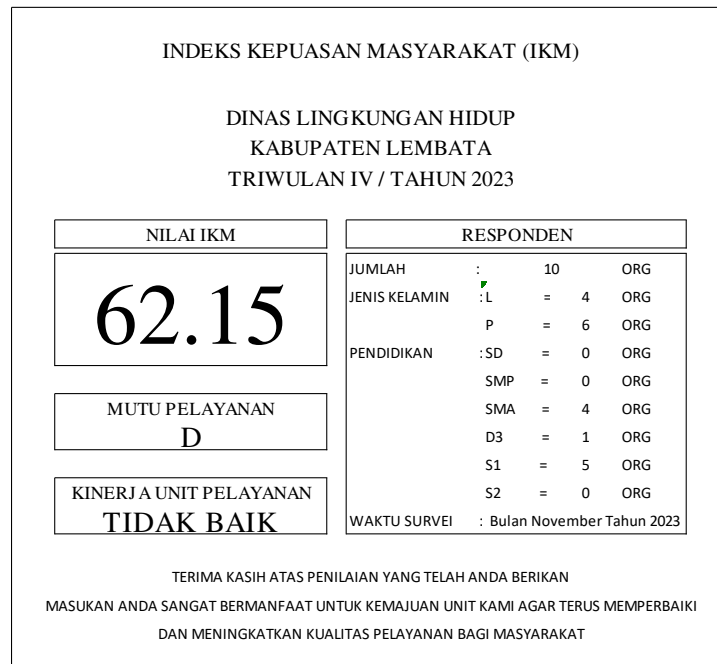 INDEKS KEPUASAN MASYARAKAT (IKM)
DINAS LINGKUNGAN HIDUP
KABUPATEN LEMBATA
TRIWULAN IV / TAHUN 2023
NILAI IKM
62.15
MUTU PELAYANAN
D
KINERJA UNIT PELAYANAN
TIDAK BAIK
RESPONDEN
JUMLAH : 10 ORG
JENIS KELAMIN : L = 4 ORG
P = 6 ORG
PENDIDIKAN : SD = 0 ORG
SMP = 0 ORG
SMA = 4 ORG
D3 = 1 ORG
S1 = 5 ORG
S2 = 0 ORG
WAKTU SURVEI : Bulan November Tahun 2023
TERIMA KASIH ATAS PENILAIAN YANG TELAH ANDA BERIKAN
MASUKAN ANDA SANGAT BERMANFAAT UNTUK KEMAJUAN UNIT KAMI AGAR TERUS MEMPERBAIKI
DAN MENINGKATKAN KUALITAS PELAYANAN BAGI MASYARAKAT